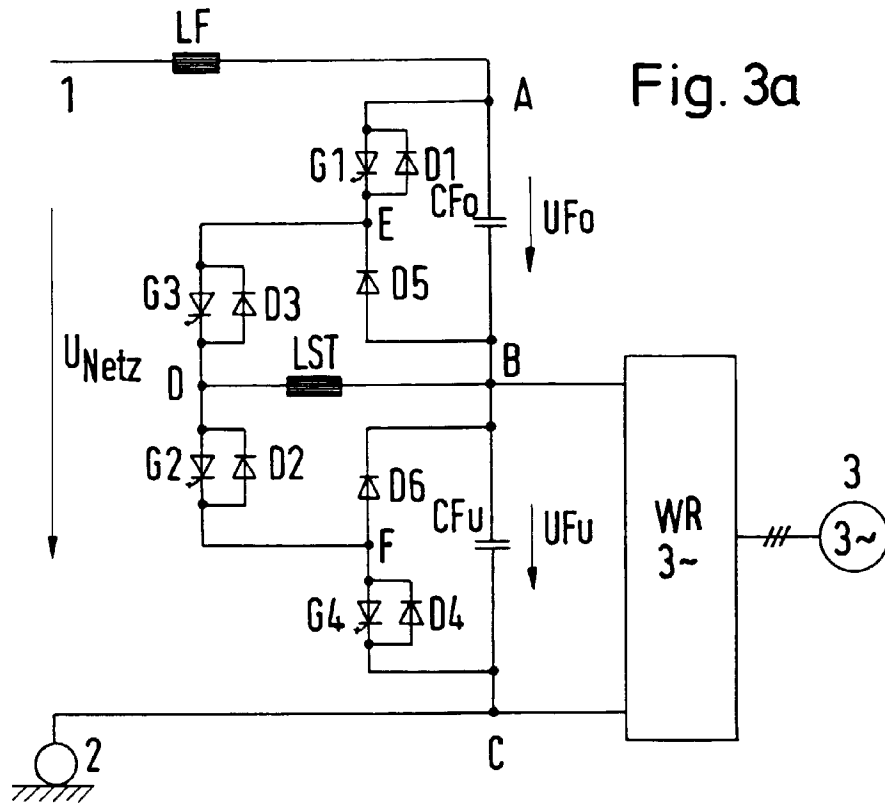 LF
Fig. 3a
1
A
G1 D1
CFo
UFo
E
G3 D3
D5
UNetz
LST
B
D
G2 D2
D6
CFu
UFu
WR
3~
3
3~
F
G4 D4
2
C